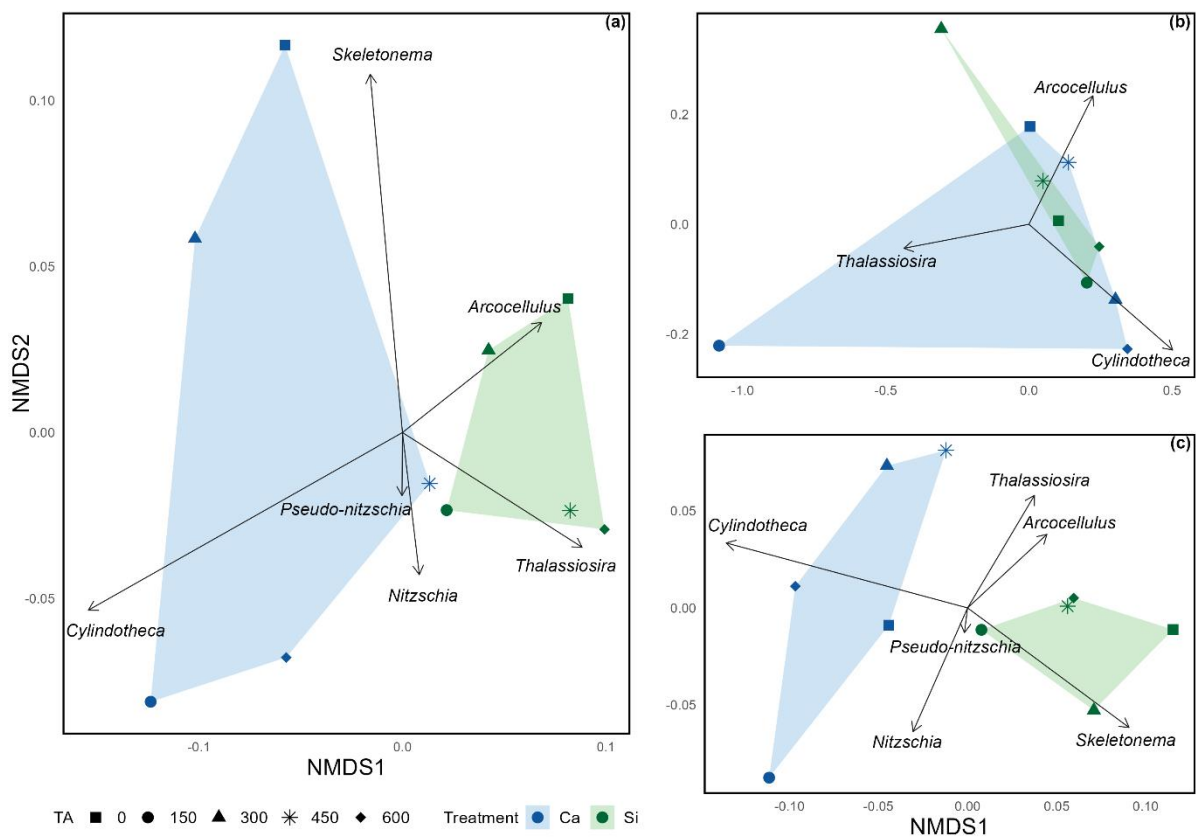 (a)
Skeletonema
0.10
0.05
Arcocellulus
NMDS2
0.00
Pseudo-nitzschia
Thalassiosira
Nitzschia
-0.05
Cylindotheca
-0.1
0.0
0.1
NMDS1
(b)
Arcocellulus
0.2
0.0
Thalassiosira
-0.2
Cylindotheca
-1.0
-0.5
0.0
0.5
(c)
Thalassiosira
0.05
Cylindotheca
Arcocellulus
0.00
Pseudo-nitzschia
-0.05
Nitzschia
Skeletonema
-0.10
-0.05
0.00
0.05
0.10
NMDS1
TA 0 150 300 450 600 Treatment Ca Si